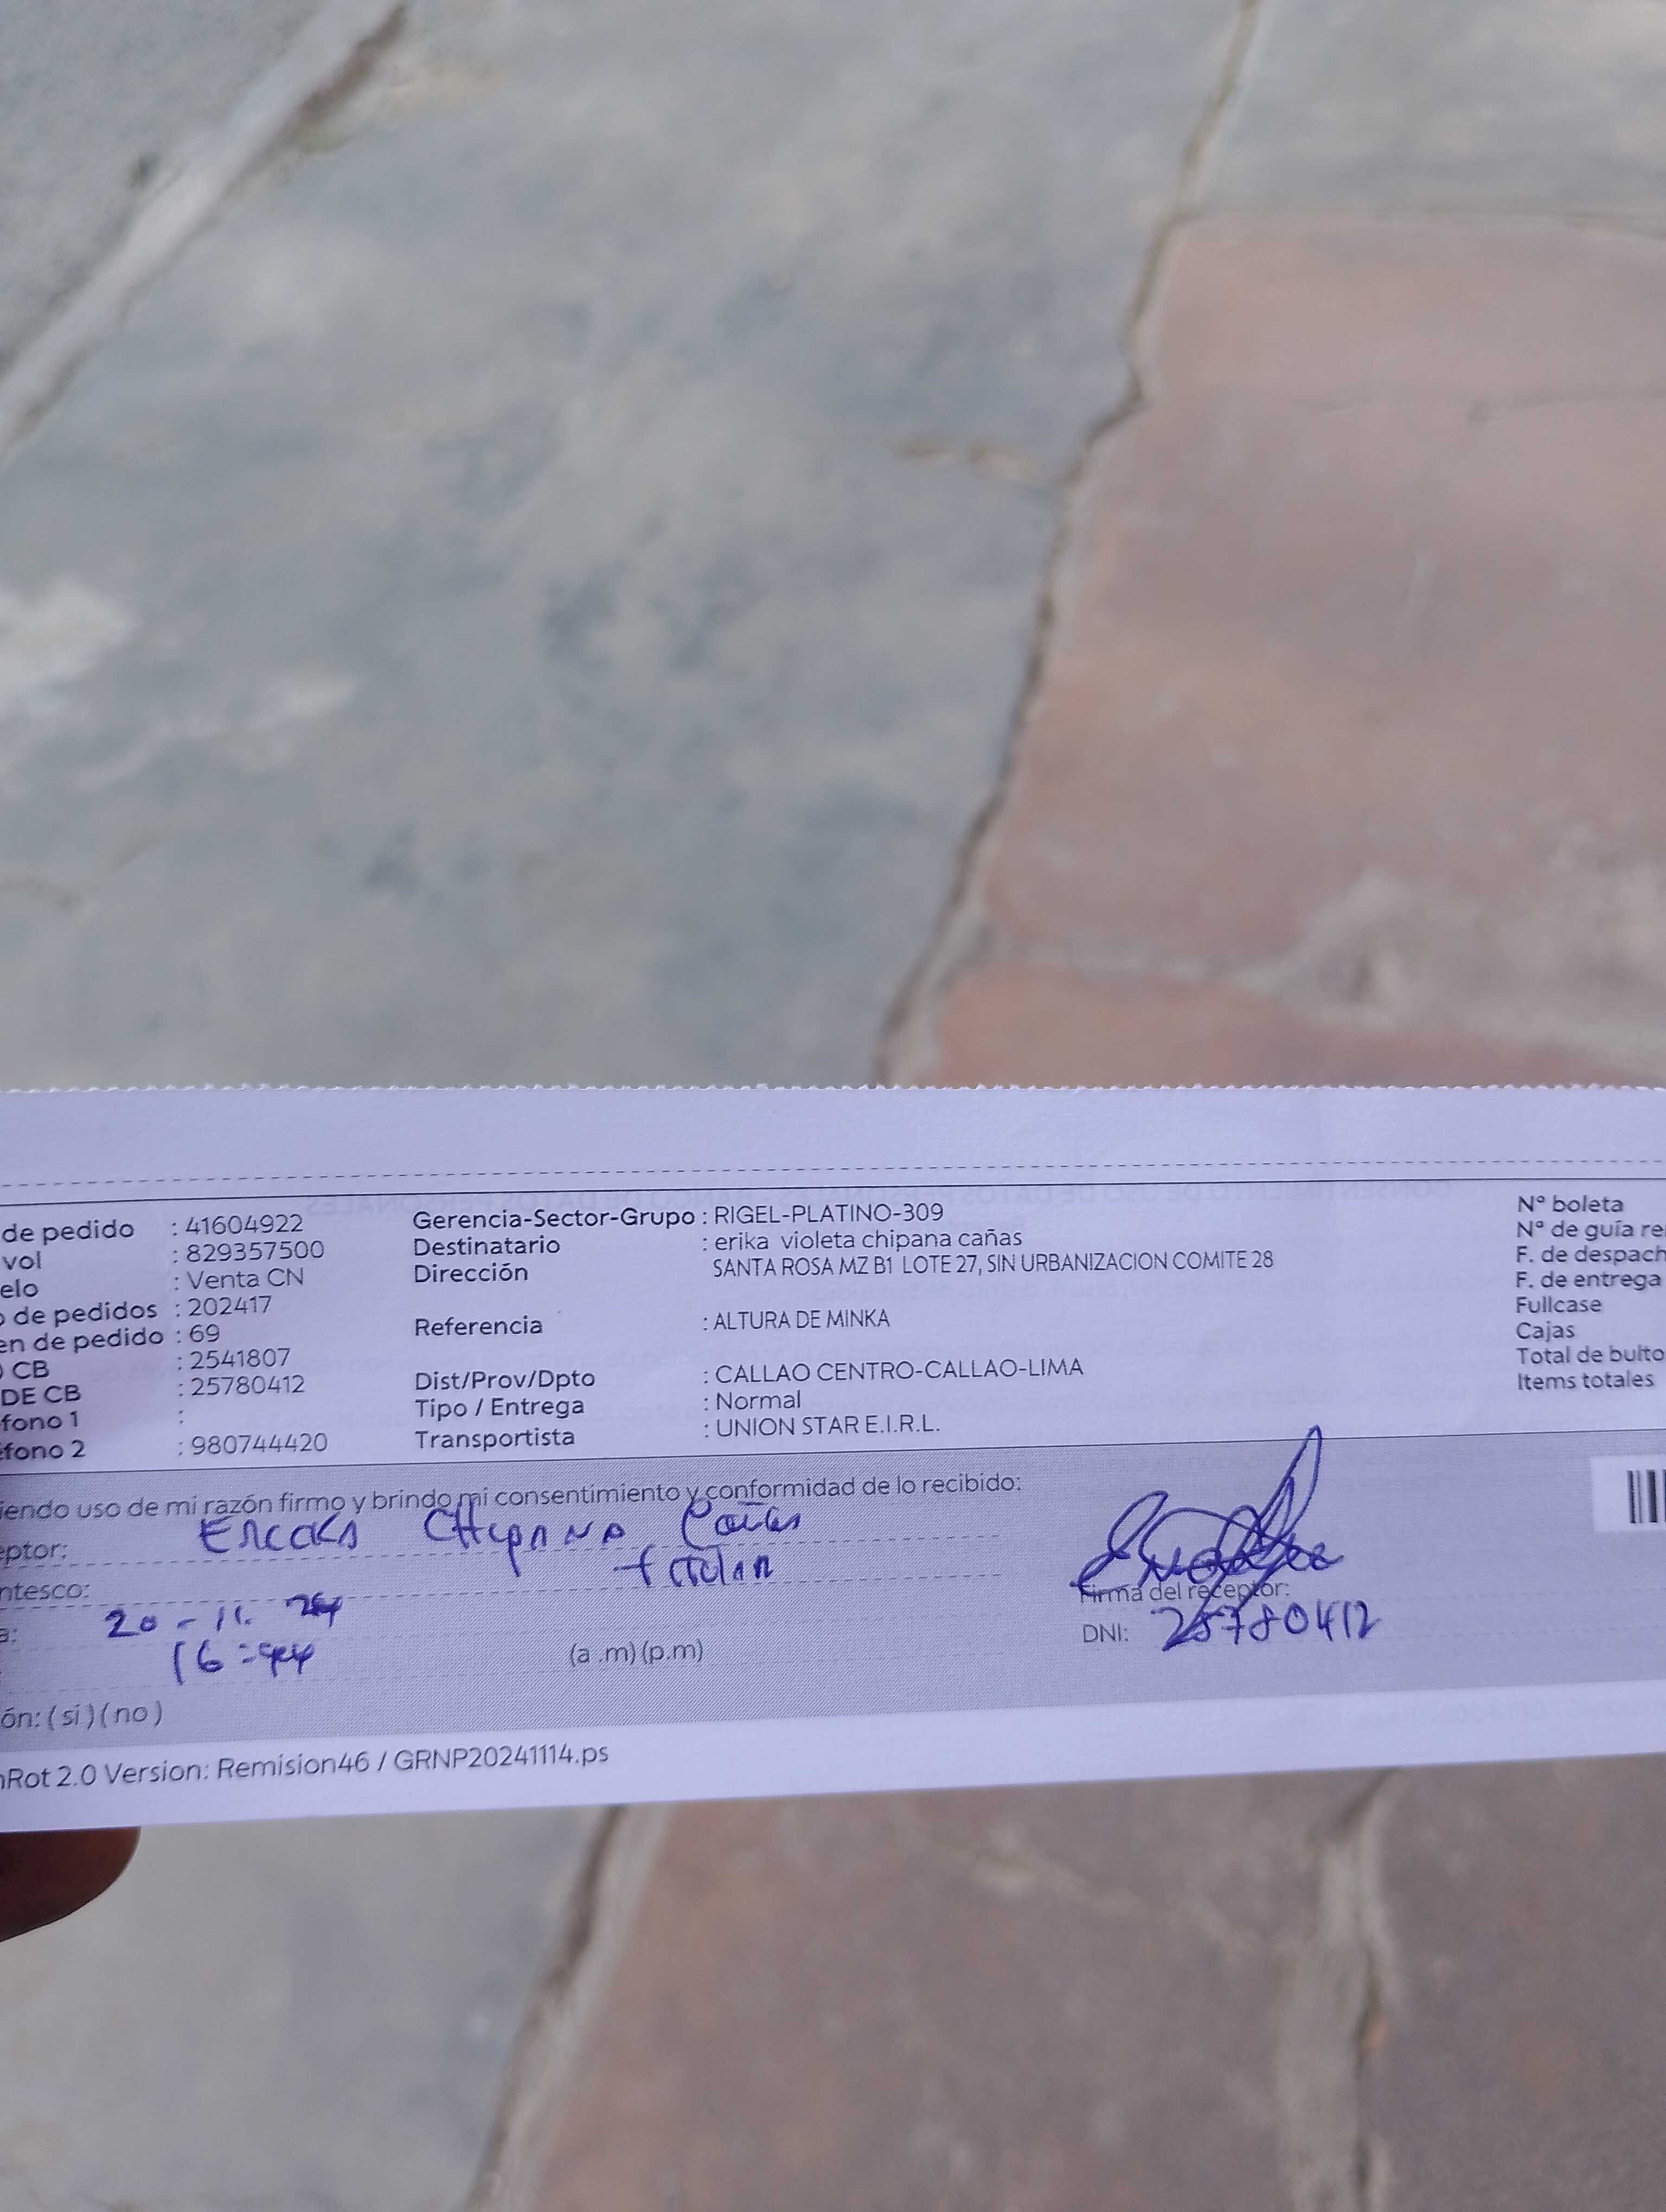 de pedido : 41604922 Gerencia-Sector-Grupo : RIGEL-PLATINO-309 N° boleta
vol : 829357500 Destinatario : erika violeta chipana cañas N° de guía re
elo : Venta CN Dirección SANTA ROSA MZ B1 LOTE 27, SIN URBANIZACION COMITE 28 F. de despach
o de pedidos : 202417 F. de entrega
en de pedido : 69 Referencia : ALTURA DE MINKA Fullcase
O CB : 2541807 Cajas
DE CB : 25780412 Dist/Prov/Dpto : CALLAO CENTRO-CALLAO-LIMA Total de bulto
fono 1 : Tipo / Entrega : Normal Items totales
éfono 2 : 980744420 Transportista : UNION STAR E.I.R.L.
iendo uso de mi razón firmo y brindo mi consentimiento y conformidad de lo recibido:
eptor: Ericka Chipana Cañas
ntesco: titular Firma del receptor:
a: 20-11. 24 DNI: 25780412
16:44 (a .m) (p.m)
ón: ( si ) ( no )
nRot 2.0 Version: Remision46 / GRNP20241114.ps